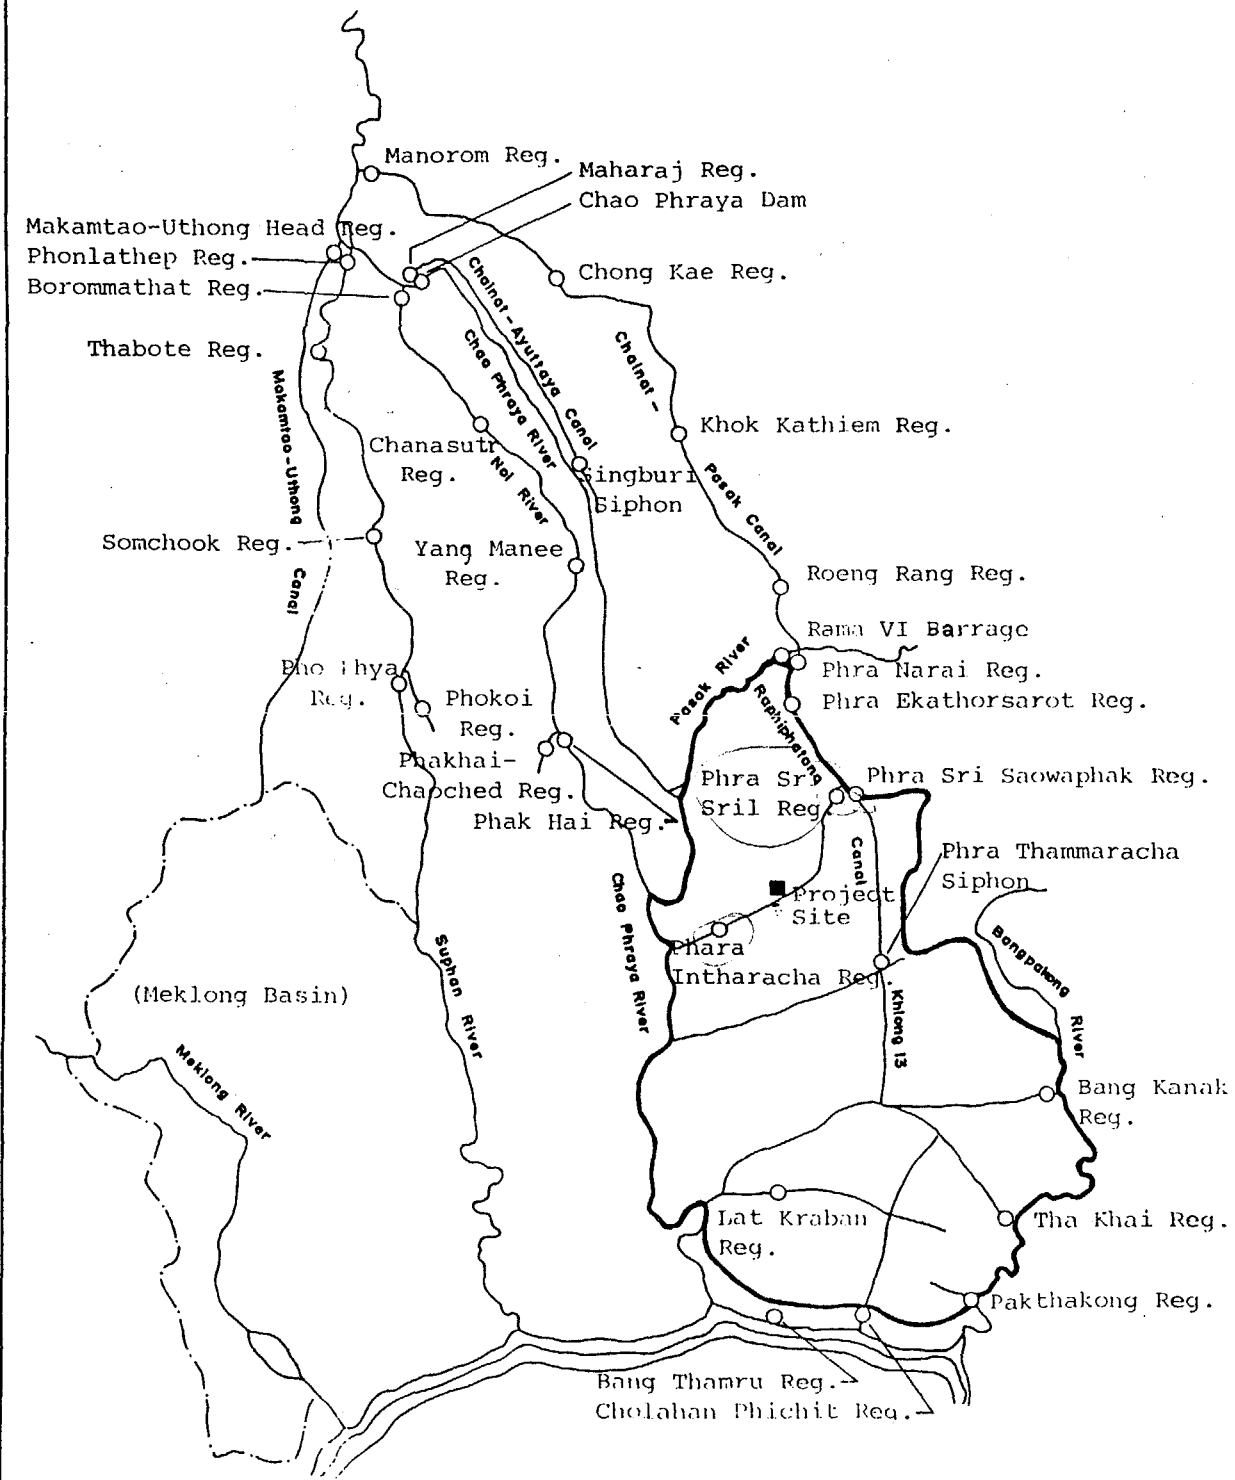 Manorom Reg.
Maharaj Reg.
Chao Phraya Dam
Makamtao-Uthong Head Reg.
Phonlathep Reg.
Borommathat Reg.
Chong Kae Reg.
Thabote Reg.
Chainat-Ayuttaya Canal
Chao Phraya River
Chainat-
Pasak Canal
Makamtao-Uthong
Canal
Khok Kathiem Reg.
Chanasutr
Reg.
Noi River
Singburi
Siphon
Somchook Reg.
Yang Manee
Reg.
Roeng Rang Reg.
Rama VI Barrage
Phra Narai Reg.
Phra Ekathorsarot Reg.
Pasak River
Raphiphatang
Canal
Pho Thya
Reg.
Phokoi
Reg.
Phakhai-
Chaoched Reg.
Phak Hai Reg.
Phra Sri
Sril Reg.
Phra Sri Saowaphak Reg.
Phra Thammaracha
Siphon
Project
Site
Phara
Intharacha Reg.
Chao Phraya River
Suphan River
(Meklong Basin)
Meklong River
Khlong 13
Bangpakong
River
Bang Kanak
Reg.
Lat Kraban
Reg.
Tha Khai Reg.
Pakthakong Reg.
Bang Thamru Reg.
Cholahan Phichit Reg.